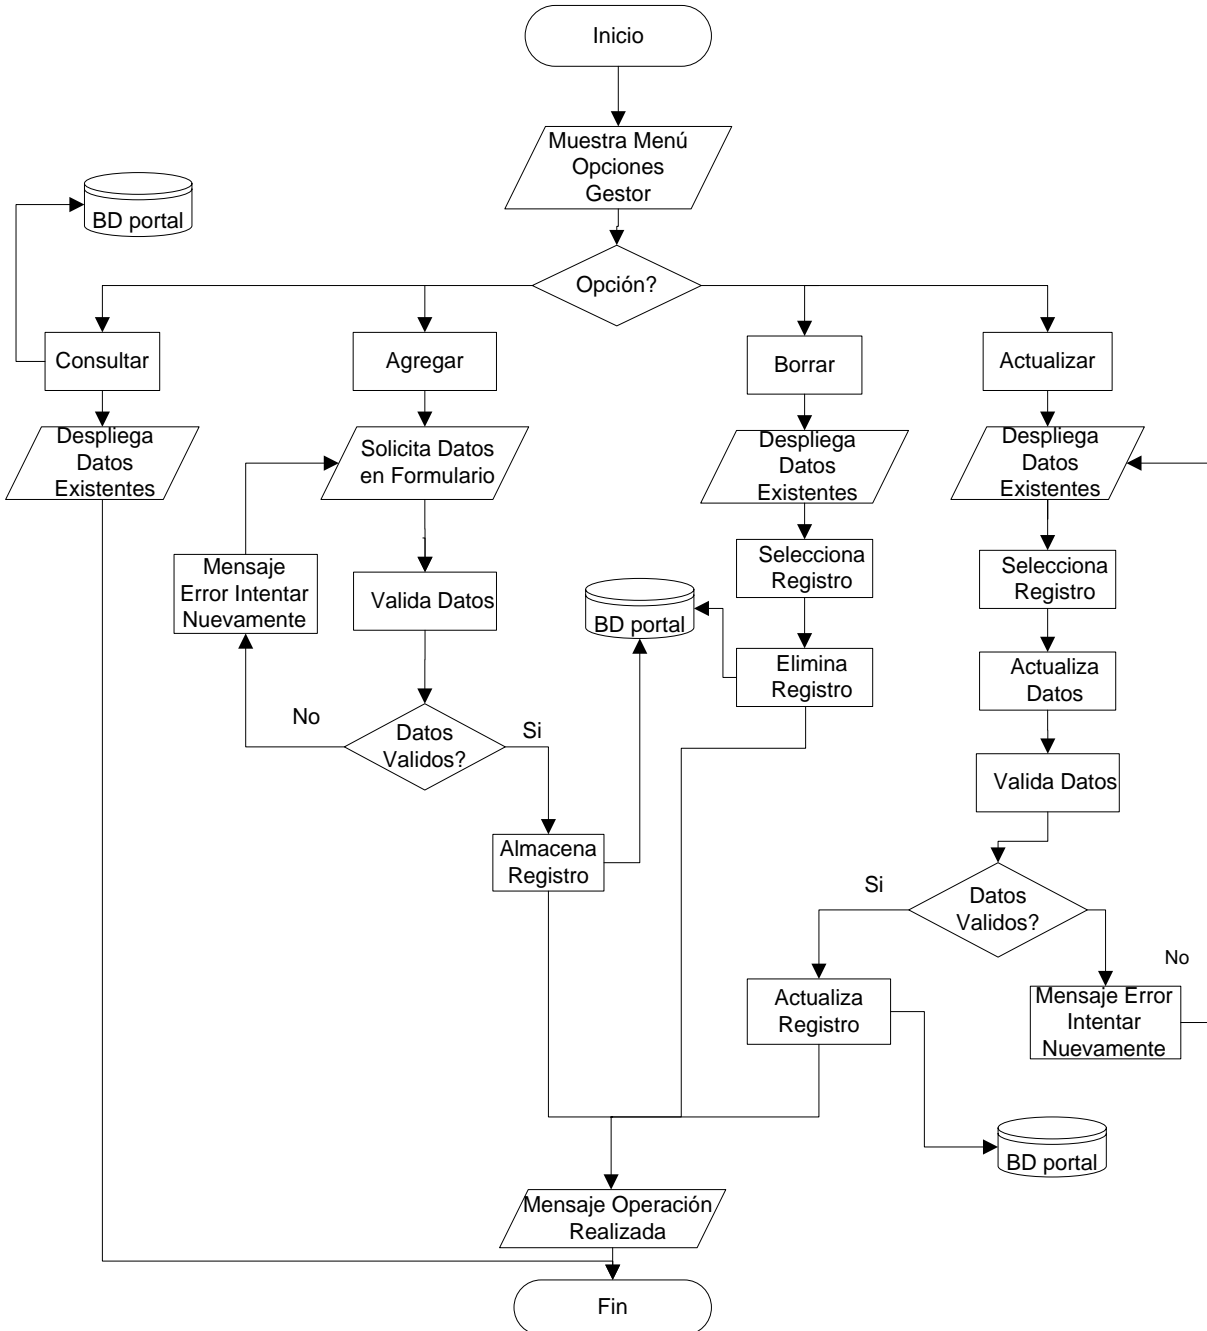 Inicio
Muestra Menú
Opciones
Gestor
BD portal
Opción?
Consultar
Agregar
Borrar
Actualizar
Despliega
Datos
Existentes
Solicita Datos
en Formulario
Despliega
Datos
Existentes
Despliega
Datos
Existentes
Mensaje
Error Intentar
Nuevamente
Valida Datos
BD portal
Selecciona
Registro
Selecciona
Registro
Elimina
Registro
Actualiza
Datos
No
Datos
Validos?
Si
Valida Datos
Almacena
Registro
Si
Datos
Validos?
No
Actualiza
Registro
Mensaje Error
Intentar
Nuevamente
BD portal
Mensaje Operación
Realizada
Fin